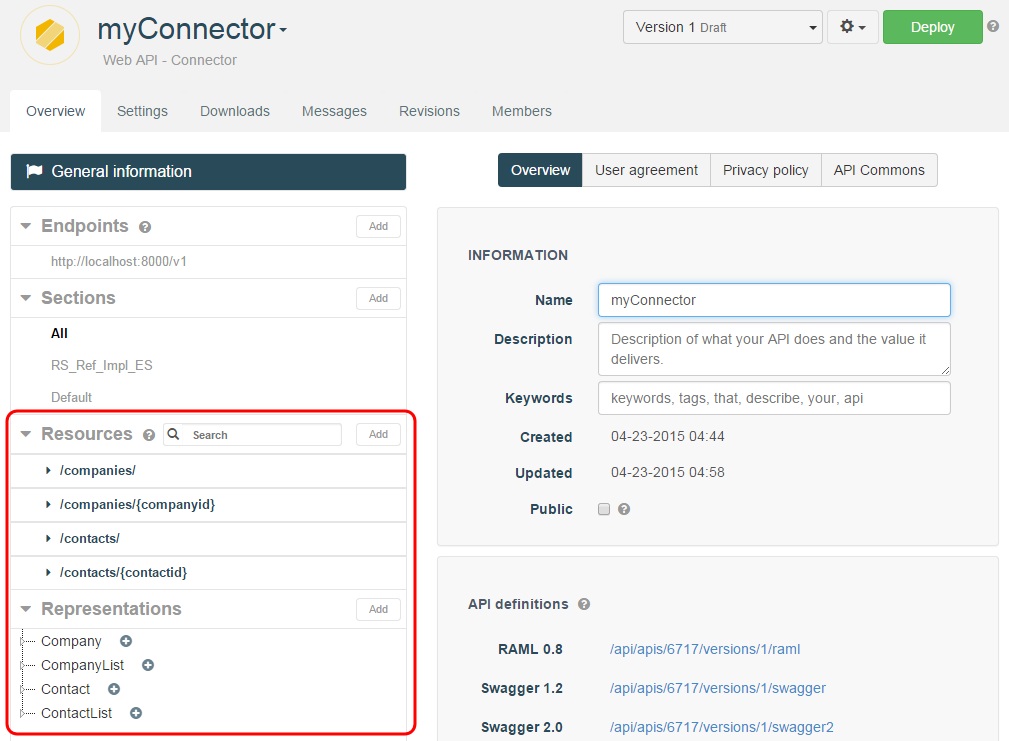 myConnector
Web API - Connector
Version 1 Draft
Deploy
?
Overview Settings Downloads Messages Revisions Members
General information
Endpoints ? Add
http://localhost:8000/v1
Sections Add
All
RS_Ref_Impl_ES
Default
Resources ? Search Add
/companies/
/companies/{companyid}
/contacts/
/contacts/{contactid}
Representations Add
Company
CompanyList
Contact
ContactList
Overview User agreement Privacy policy API Commons
INFORMATION
Name myConnector
Description Description of what your API does and the value it
delivers.
Keywords keywords, tags, that, describe, your, api
Created 04-23-2015 04:44
Updated 04-23-2015 04:58
Public ?
API definitions ?
RAML 0.8 /api/apis/6717/versions/1/raml
Swagger 1.2 /api/apis/6717/versions/1/swagger
Swagger 2.0 /api/apis/6717/versions/1/swagger2